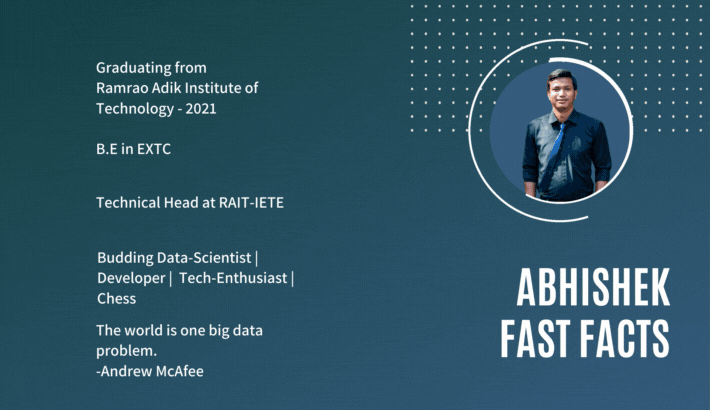 Graduating from
Ramrao Adik Institute of
Technology - 2021
B.E in EXTC
Technical Head at RAIT-IETE
Budding Data-Scientist |
Developer | Tech-Enthusiast |
Chess
The world is one big data
problem.
-Andrew McAfee
ABHISHEK
FAST FACTS